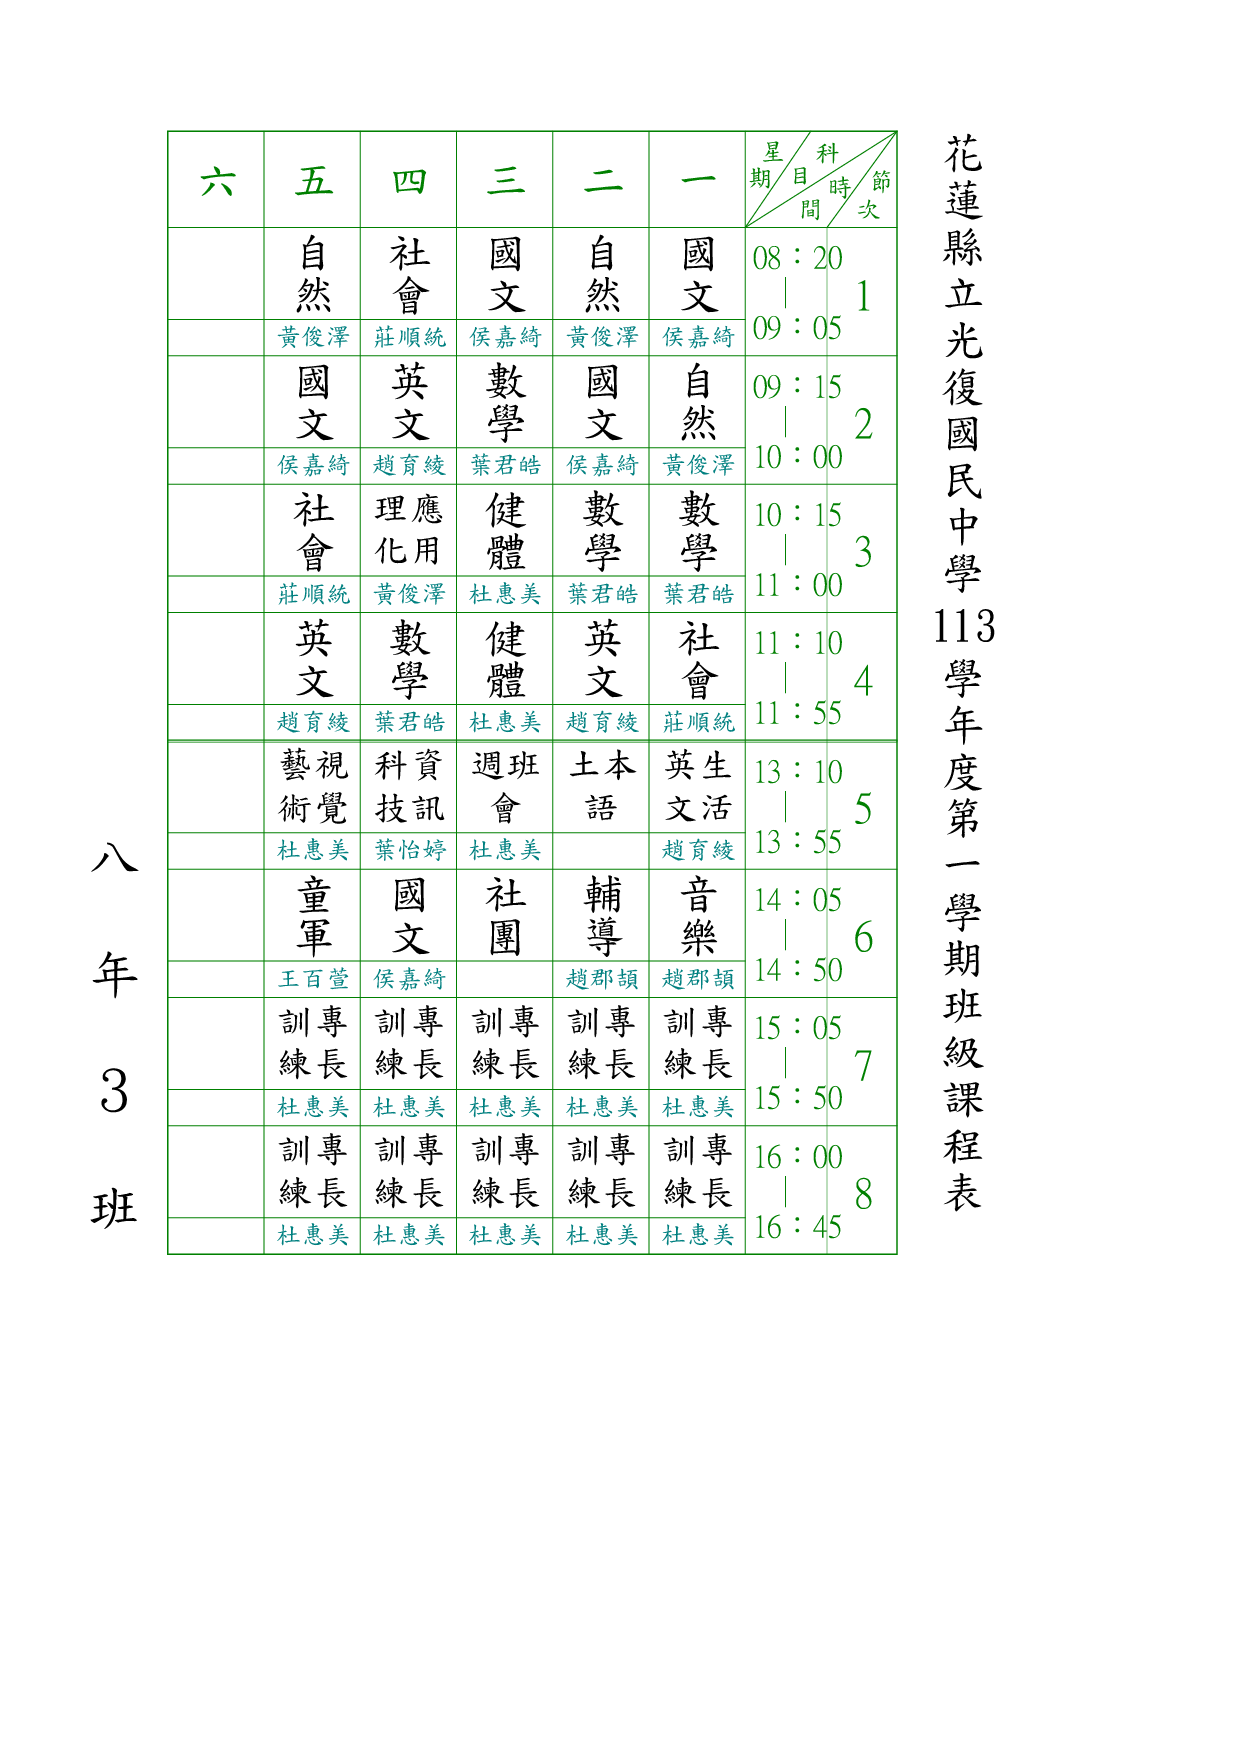 花蓮縣立光復國民中學113學年度第一學期班級課程表
星期 科目 時間 節次
一 二 三 四 五 六
08：20｜09：05 1
國文 自然 國文 社會 自然
侯嘉綺 黃俊澤 侯嘉綺 莊順統 黃俊澤
09：15｜10：00 2
自然 國文 數學 英文 國文
黃俊澤 侯嘉綺 葉君皓 趙育綾 侯嘉綺
10：15｜11：00 3
數學 數學 健體 應用理化 社會
葉君皓 葉君皓 杜惠美 黃俊澤 莊順統
11：10｜11：55 4
社會 英文 健體 數學 英文
莊順統 趙育綾 杜惠美 葉君皓 趙育綾
13：10｜13：55 5
生活英文 本土語 班週會 資訊科技 視覺藝術
趙育綾 杜惠美 葉怡婷 杜惠美
14：05｜14：50 6
音樂 輔導 社團 國文 童軍
趙郡頡 趙郡頡 侯嘉綺 王百萱
15：05｜15：50 7
專長訓練 專長訓練 專長訓練 專長訓練 專長訓練
杜惠美 杜惠美 杜惠美 杜惠美 杜惠美
16：00｜16：45 8
專長訓練 專長訓練 專長訓練 專長訓練 專長訓練
杜惠美 杜惠美 杜惠美 杜惠美 杜惠美
八年3班